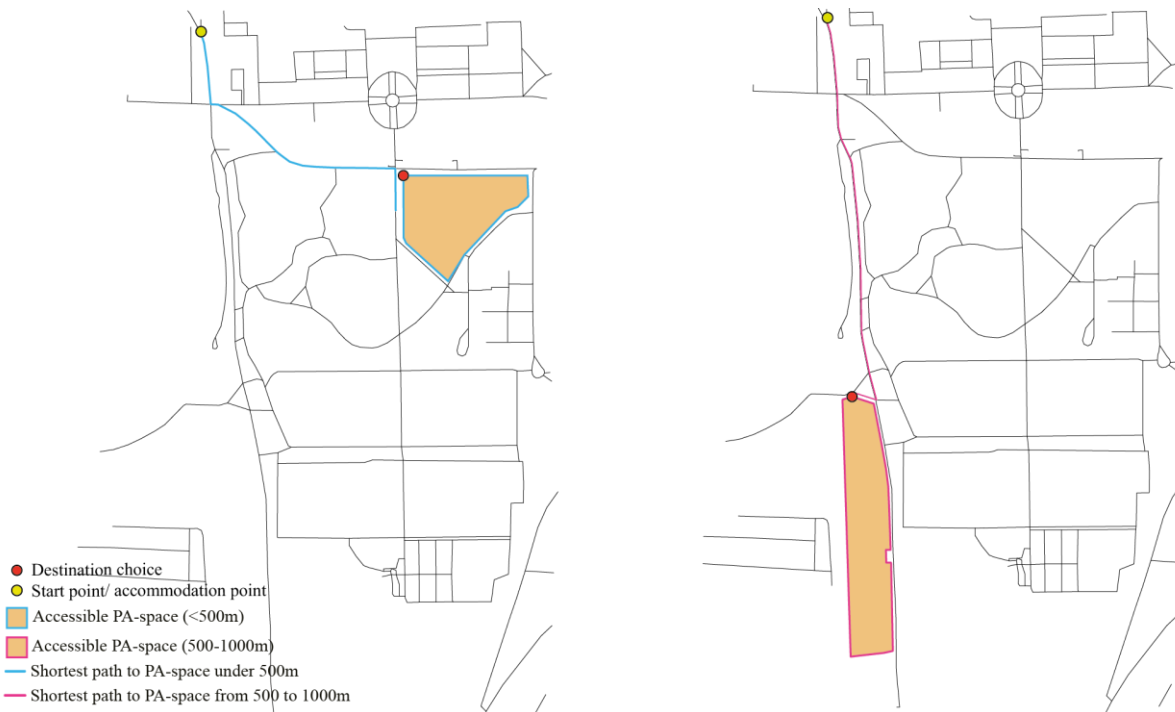 Destination choice
Start point/ accommodation point
Accessible PA-space (<500m)
Accessible PA-space (500-1000m)
Shortest path to PA-space under 500m
Shortest path to PA-space from 500 to 1000m